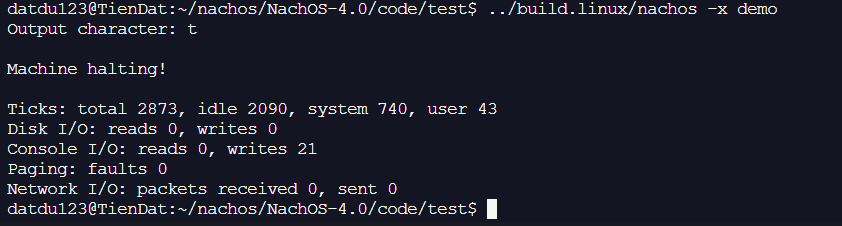 datdu123@TienDat:~/nachos/NachOS-4.0/code/test$ ../build.linux/nachos -x demo
Output character: t
Machine halting!
Ticks: total 2873, idle 2090, system 740, user 43
Disk I/O: reads 0, writes 0
Console I/O: reads 0, writes 21
Paging: faults 0
Network I/O: packets received 0, sent 0
datdu123@TienDat:~/nachos/NachOS-4.0/code/test$